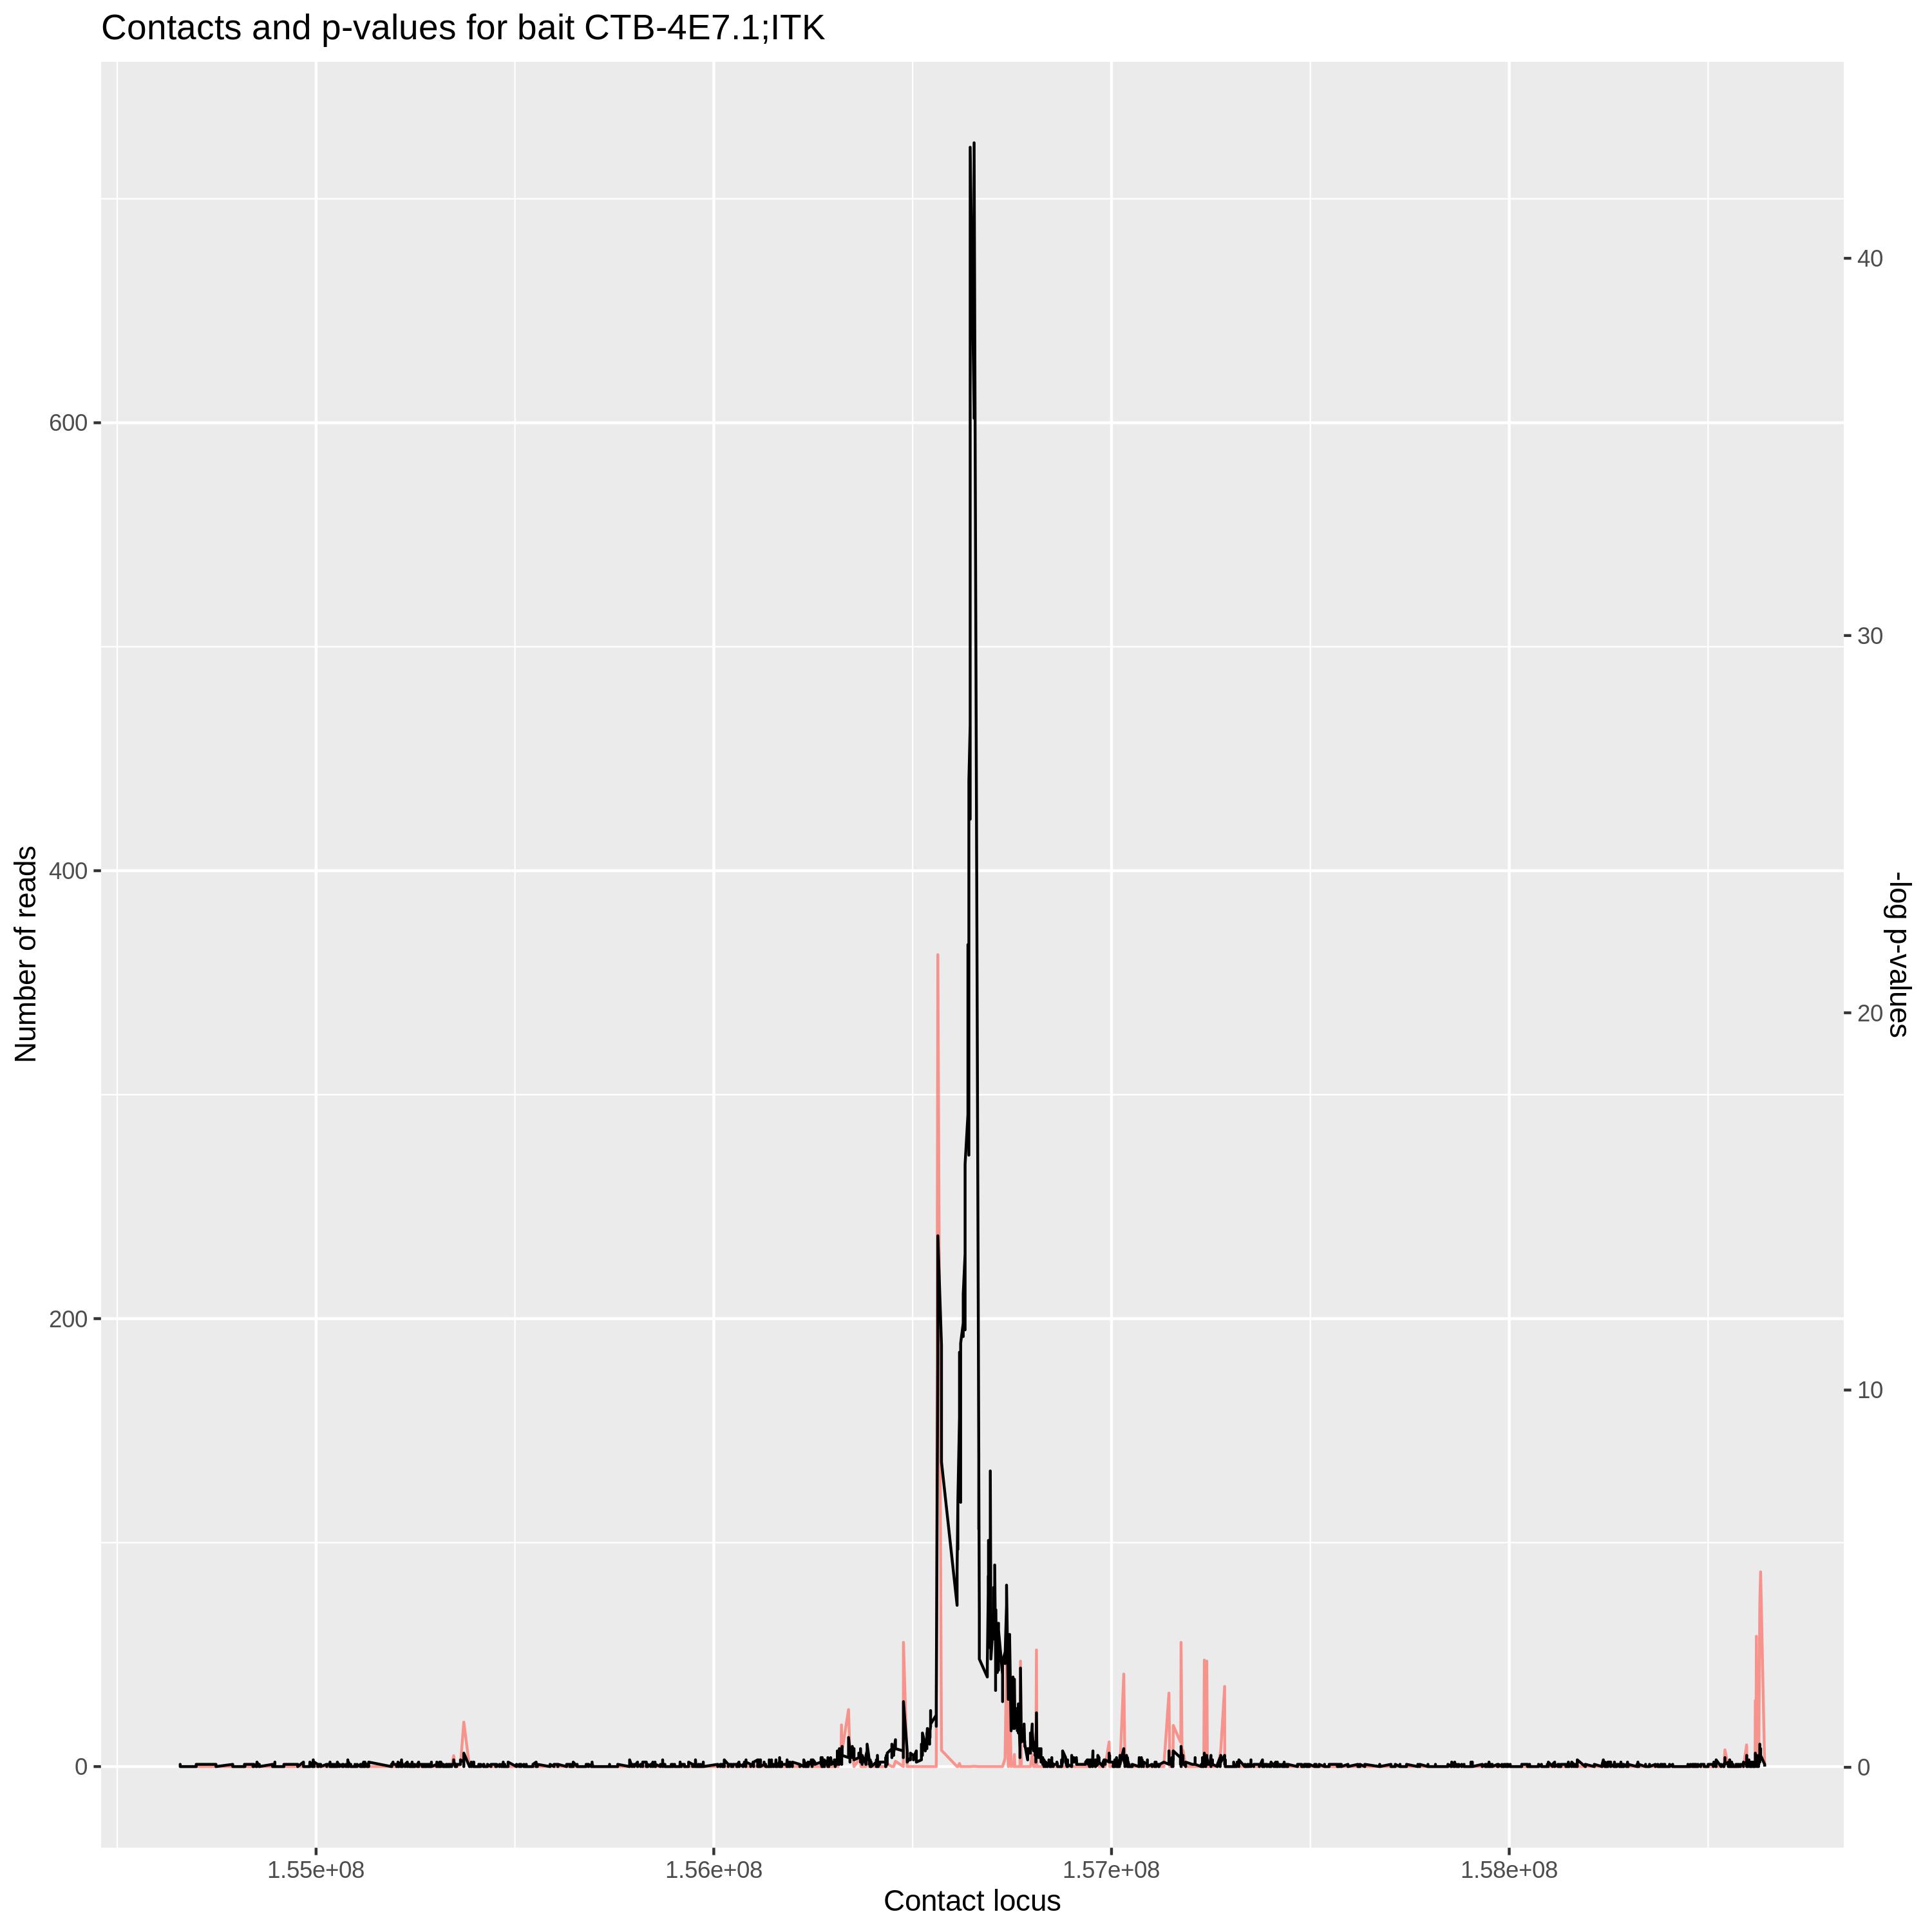 Contacts and p-values for bait CTB-4E7.1;ITK
Number of reads
600
400
200
0
40
30
20
10
0
-log p-values
1.55e+08
1.56e+08
1.57e+08
1.58e+08
Contact locus